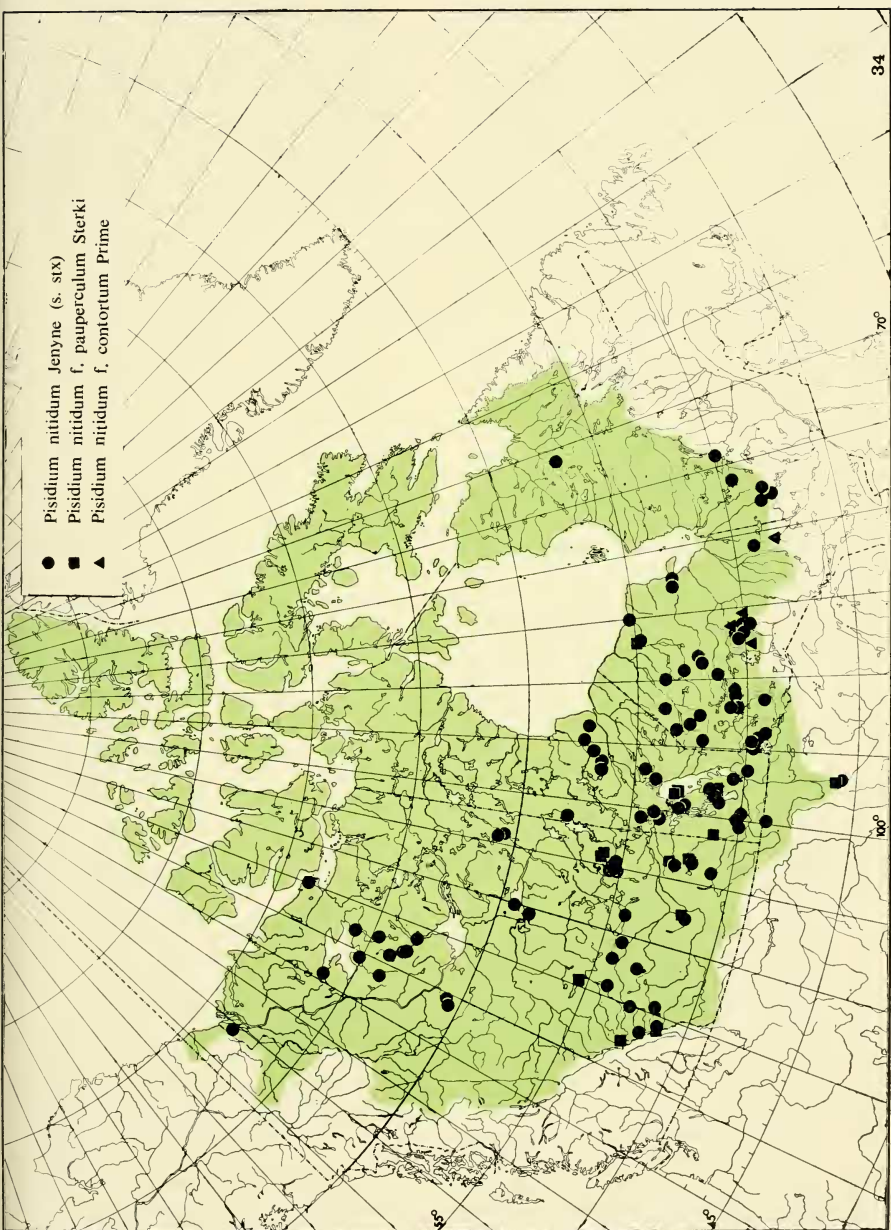 ● Pisidium nitidum Jenyne (s. stx)
■ Pisidium nitidum f, pauperculum Sterki
▲ Pisidium nitidum f, contortum Prime
34
70°
100°